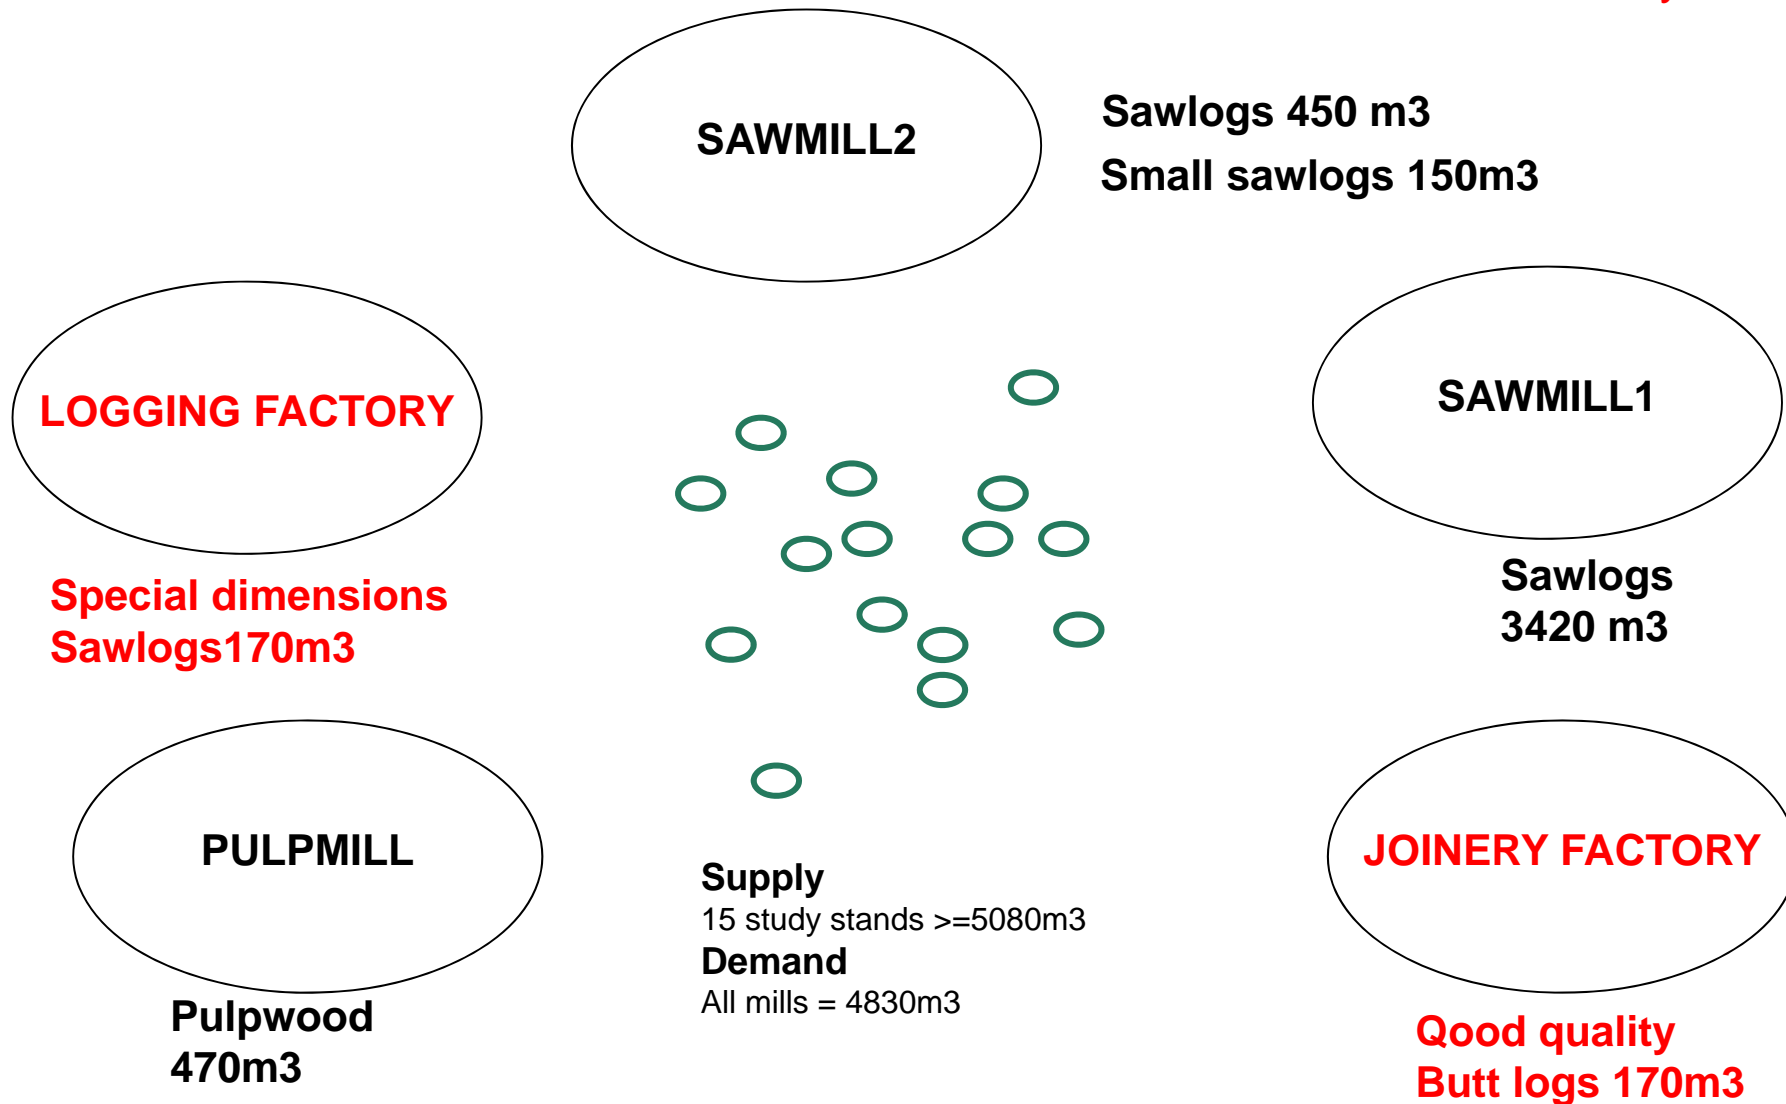 SAWMILL2
Sawlogs 450 m3
Small sawlogs 150m3
LOGGING FACTORY
SAWMILL1
Special dimensions
Sawlogs170m3
Sawlogs
3420 m3
PULPMILL
JOINERY FACTORY
Supply
15 study stands >=5080m3
Demand
All mills = 4830m3
Pulpwood
470m3
Qood quality
Butt logs 170m3